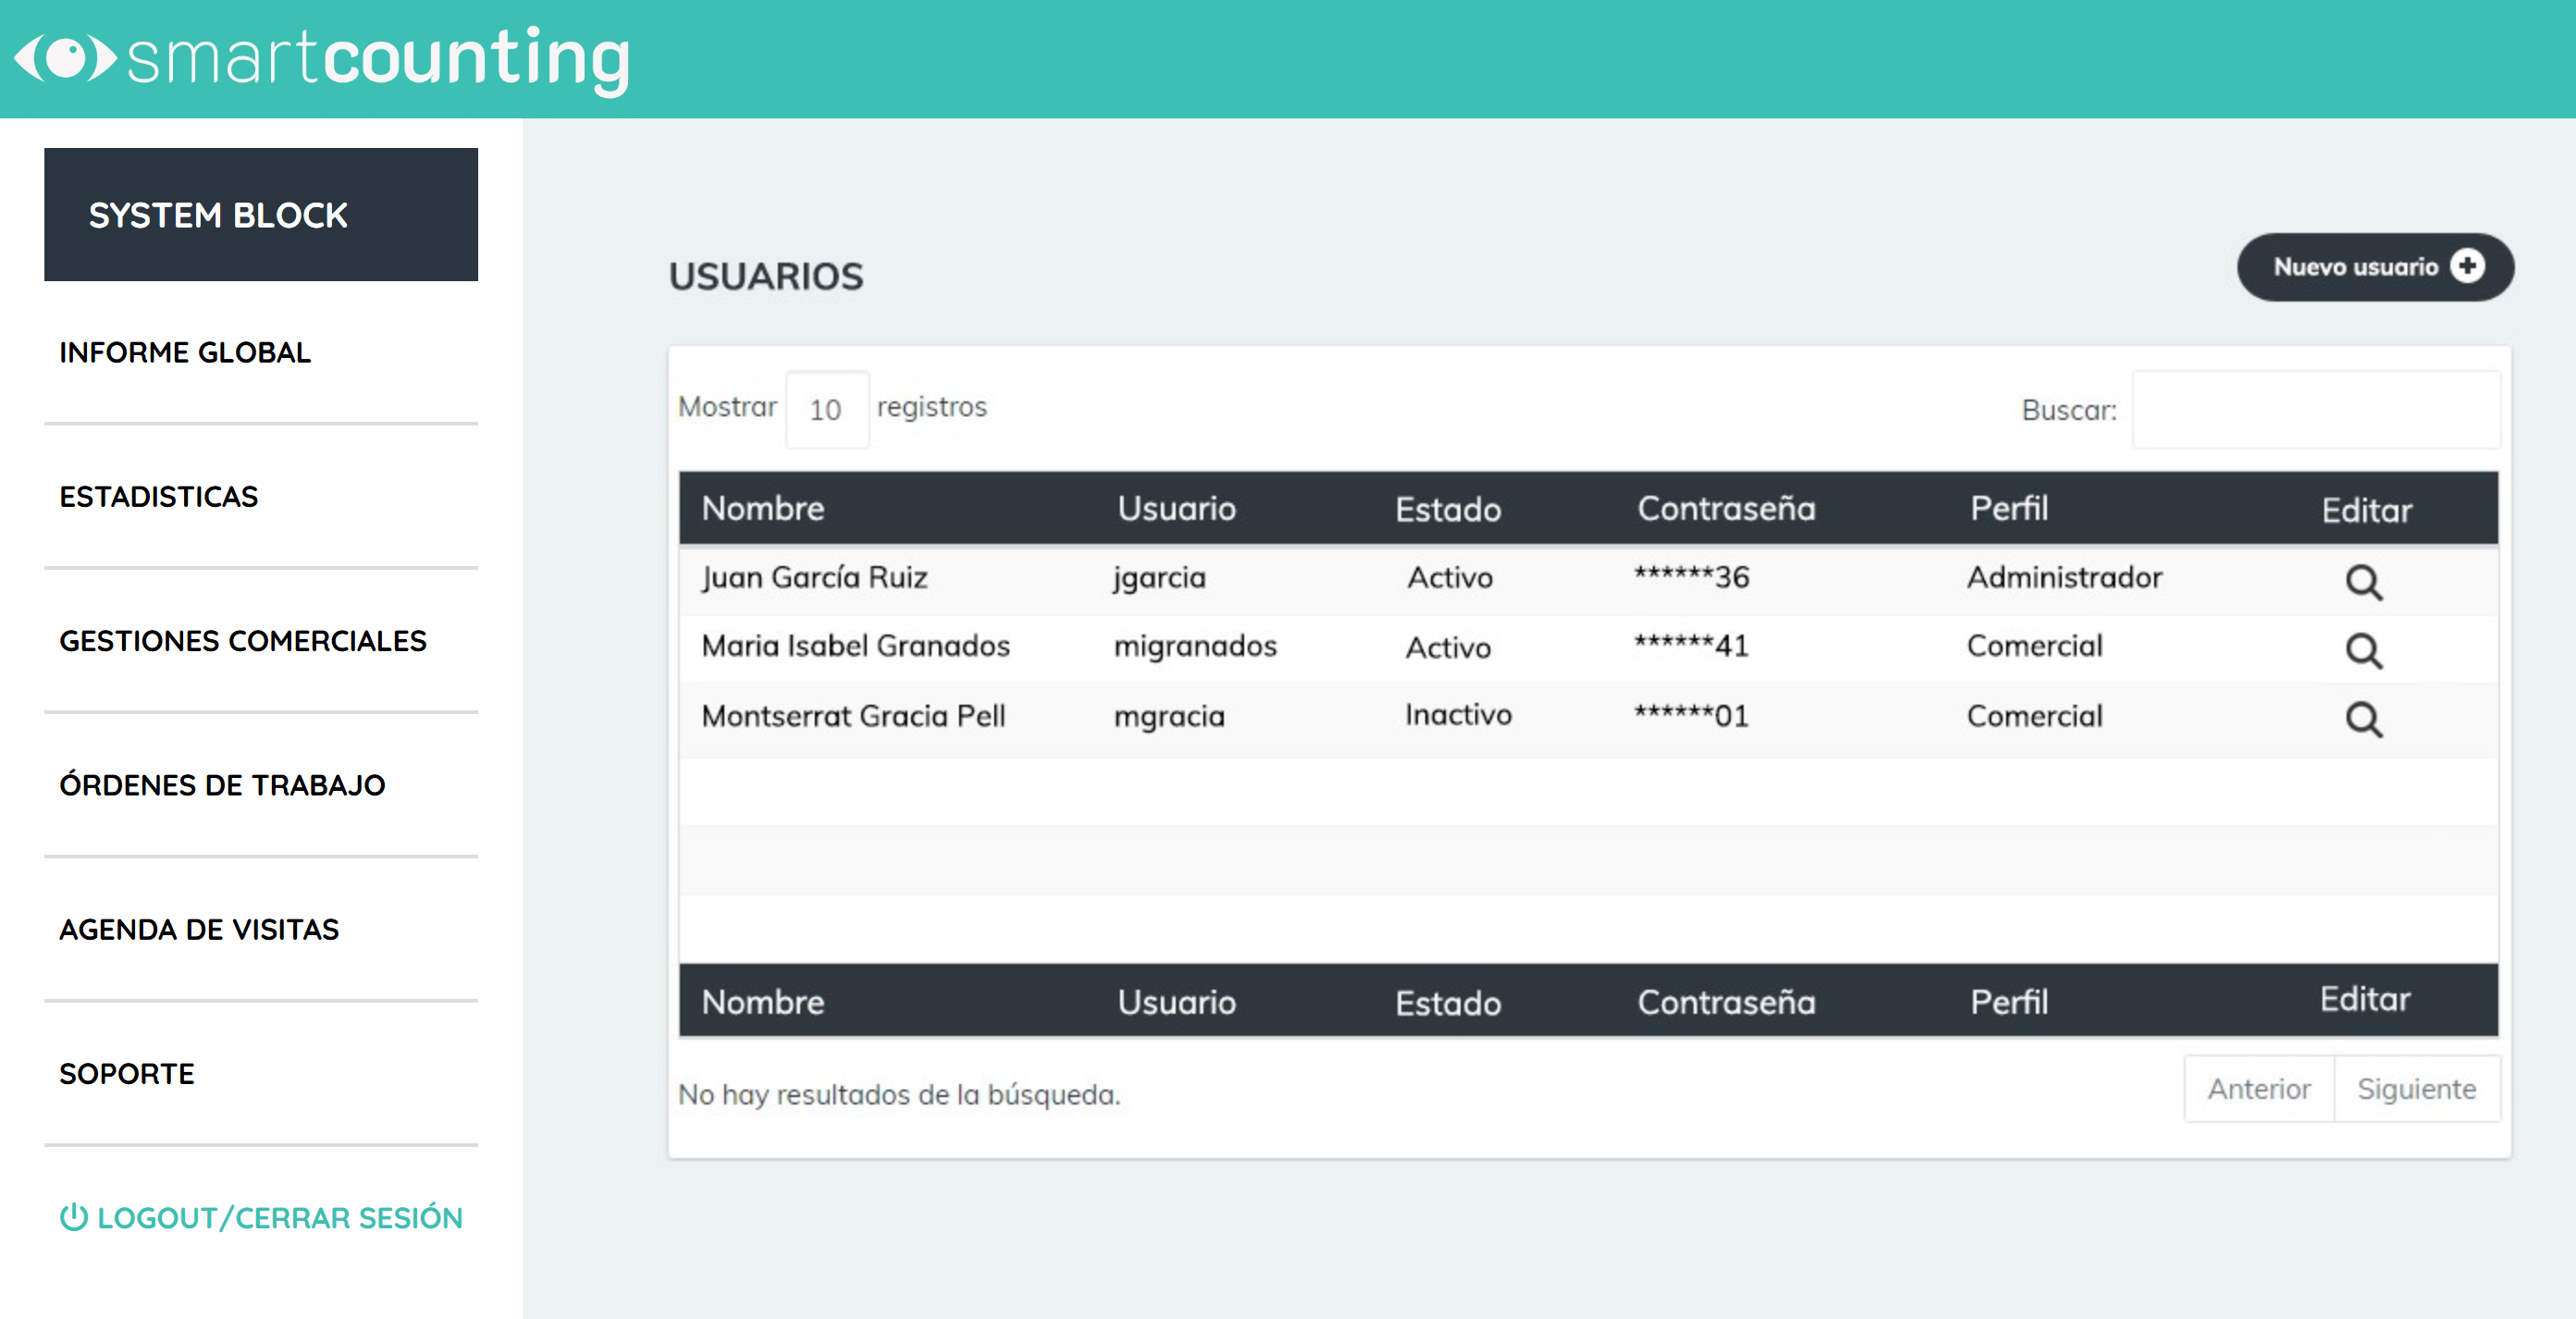 smartcounting
SYSTEM BLOCK
INFORME GLOBAL
ESTADISTICAS
GESTIONES COMERCIALES
ÓRDENES DE TRABAJO
AGENDA DE VISITAS
SOPORTE
LOGOUT/CERRAR SESIÓN
USUARIOS
Nuevo usuario
Mostrar 10 registros
Buscar:
Nombre Usuario Estado Contraseña Perfil Editar
Juan García Ruiz jgarcia Activo ******36 Administrador
Maria Isabel Granados migranados Activo ******41 Comercial
Montserrat Gracia Pell mgracia Inactivo ******01 Comercial
Nombre Usuario Estado Contraseña Perfil Editar
No hay resultados de la búsqueda.
Anterior Siguiente